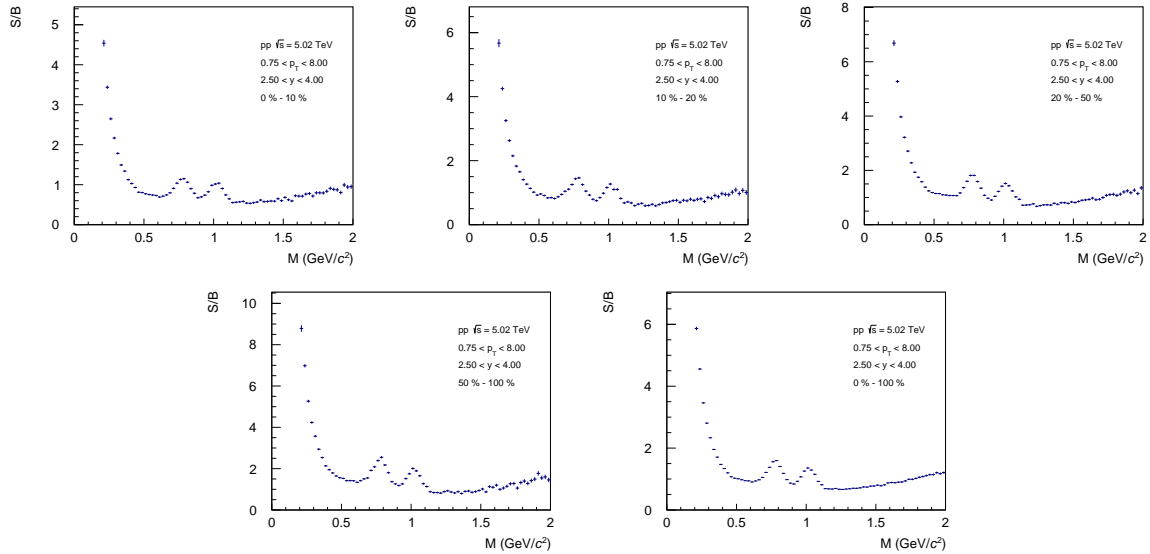 S/B
5
4
3
2
1
0
0 0.5 1 1.5 2
M (GeV/c²)
pp √s = 5.02 TeV
0.75 < p_T < 8.00
2.50 < y < 4.00
0 % - 10 %
S/B
6
4
2
0
0 0.5 1 1.5 2
M (GeV/c²)
pp √s = 5.02 TeV
0.75 < p_T < 8.00
2.50 < y < 4.00
10 % - 20 %
S/B
8
6
4
2
0
0 0.5 1 1.5 2
M (GeV/c²)
pp √s = 5.02 TeV
0.75 < p_T < 8.00
2.50 < y < 4.00
20 % - 50 %
S/B
10
8
6
4
2
0
0 0.5 1 1.5 2
M (GeV/c²)
pp √s = 5.02 TeV
0.75 < p_T < 8.00
2.50 < y < 4.00
50 % - 100 %
S/B
6
4
2
0
0 0.5 1 1.5 2
M (GeV/c²)
pp √s = 5.02 TeV
0.75 < p_T < 8.00
2.50 < y < 4.00
0 % - 100 %